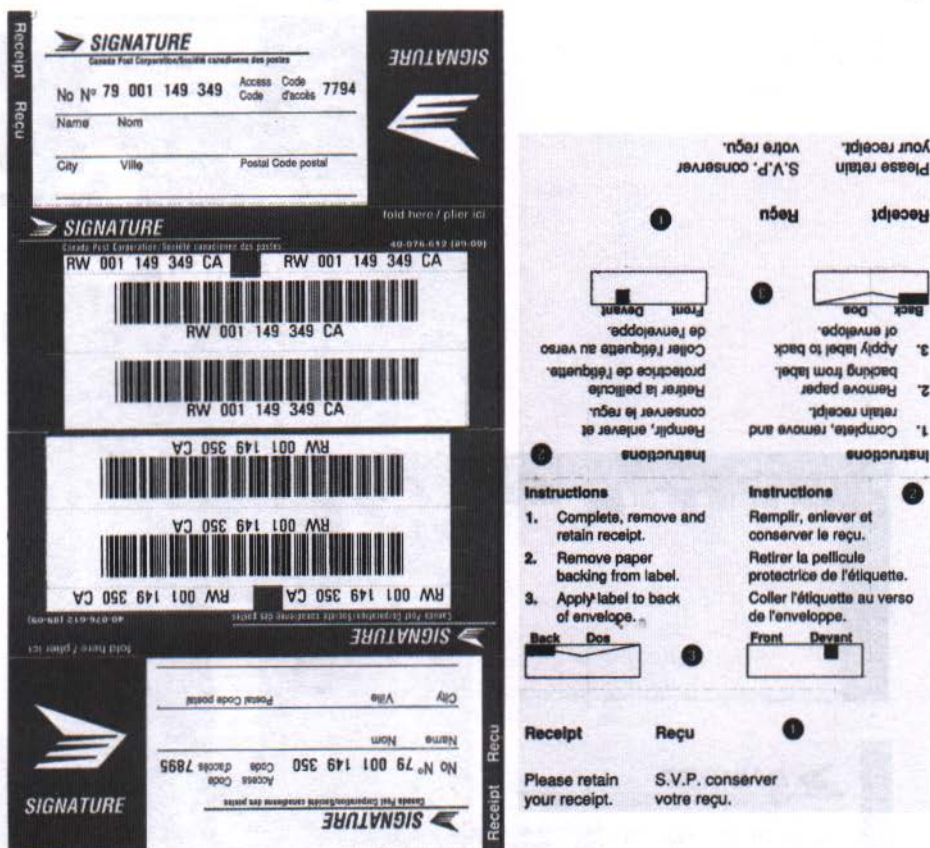 Receipt Reçu
SIGNATURE
Canada Post Corporation/Société canadienne des postes
No Nº 79 001 149 349 Access Code Code d'accès 7794
Name Nom
City Ville Postal Code postal
SIGNATURE
fold here / plier ici
SIGNATURE
Canada Post Corporation/Société canadienne des postes
40-076-612 (89-09)
RW 001 149 349 CA RW 001 149 349 CA
RW 001 149 349 CA
RW 001 149 349 CA
RW 001 149 350 CA
RW 001 149 350 CA
RW 001 149 350 CA RW 001 149 350 CA
Canada Post Corporation/Société canadienne des postes
40-076-612 (89-09)
SIGNATURE
fold here / plier ici
SIGNATURE
Receipt Reçu
SIGNATURE
Canada Post Corporation/Société canadienne des postes
No Nº 79 001 149 350 Access Code Code d'accès 7895
Name Nom
City Ville Postal Code postal
Instructions
1. Complete, remove and
retain receipt.
2. Remove paper
backing from label.
3. Apply label to back
of envelope.
Back Dos
Instructions
Remplir, enlever et
conserver le reçu.
Retirer la pellicule
protectrice de l'étiquette.
Coller l'étiquette au verso
de l'enveloppe.
Front Devant
2
3
1
Receipt Reçu
Please retain
your receipt.
S.V.P. conserver
votre reçu.
Instructions
1. Complete, remove and
retain receipt.
2. Remove paper
backing from label.
3. Apply label to back
of envelope.
Back Dos
Instructions
Remplir, enlever et
conserver le reçu.
Retirer la pellicule
protectrice de l'étiquette.
Coller l'étiquette au verso
de l'enveloppe.
Front Devant
2
3
1
Receipt Reçu
Please retain
your receipt.
S.V.P. conserver
votre reçu.